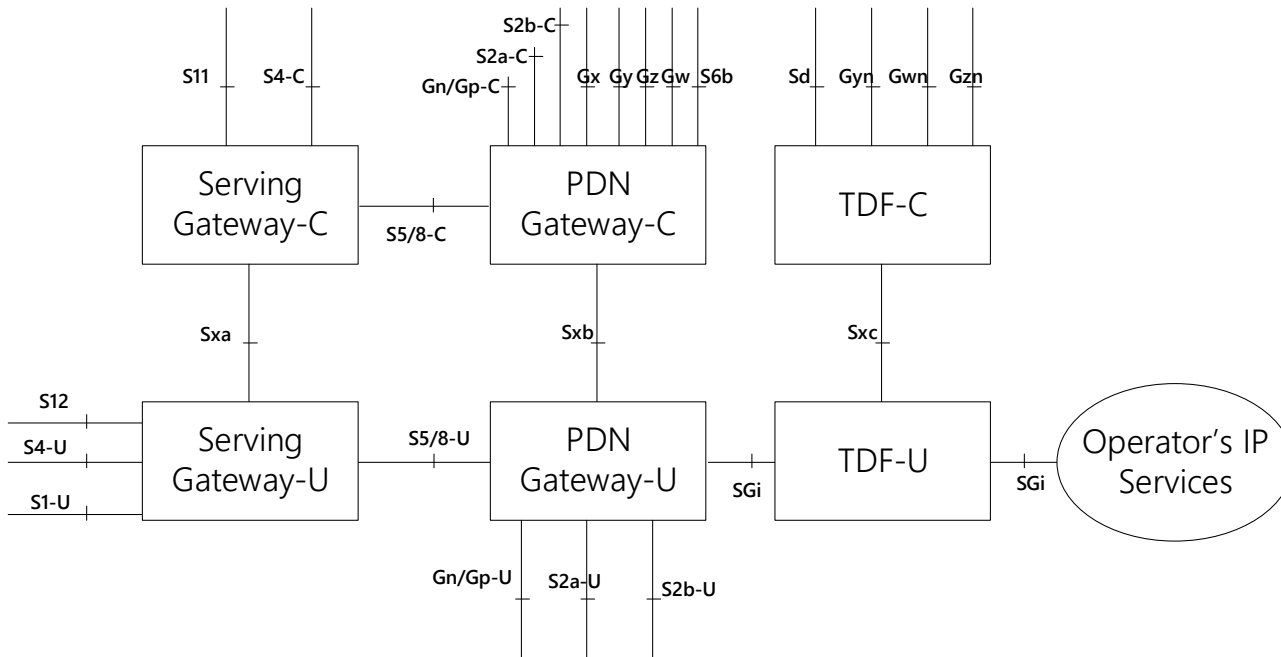 S2b-C
S2a-C
S11
S4-C
Gn/Gp-C
Gx
Gy
Gz
Gw
S6b
Sd
Gyn
Gwn
Gzn
Serving
Gateway-C
PDN
Gateway-C
TDF-C
S5/8-C
Sxa
Sxb
Sxc
S12
S4-U
S1-U
Serving
Gateway-U
S5/8-U
PDN
Gateway-U
SGi
TDF-U
SGi
Operator’s IP
Services
Gn/Gp-U
S2a-U
S2b-U